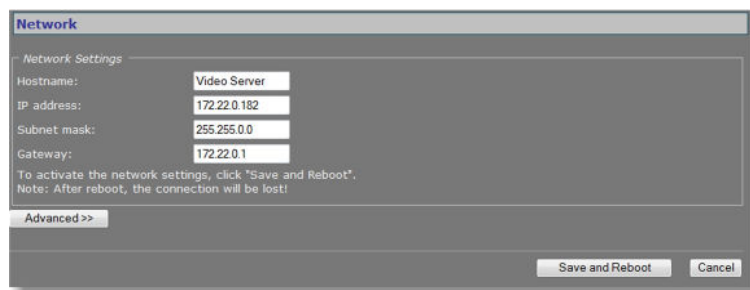 Network
Network Settings
Hostname: Video Server
IP address: 172.22.0.182
Subnet mask: 255.255.0.0
Gateway: 172.22.0.1
To activate the network settings, click "Save and Reboot".
Note: After reboot, the connection will be lost!
Advanced >>
Save and Reboot Cancel